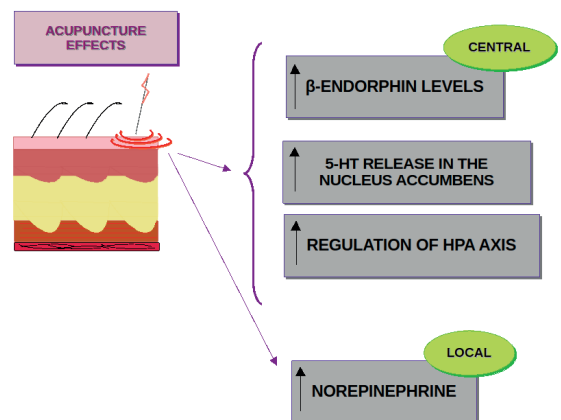 ACUPUNCTURE
EFFECTS
CENTRAL
β-ENDORPHIN LEVELS
5-HT RELEASE IN THE
NUCLEUS ACCUMBENS
REGULATION OF HPA AXIS
LOCAL
NOREPINEPHRINE